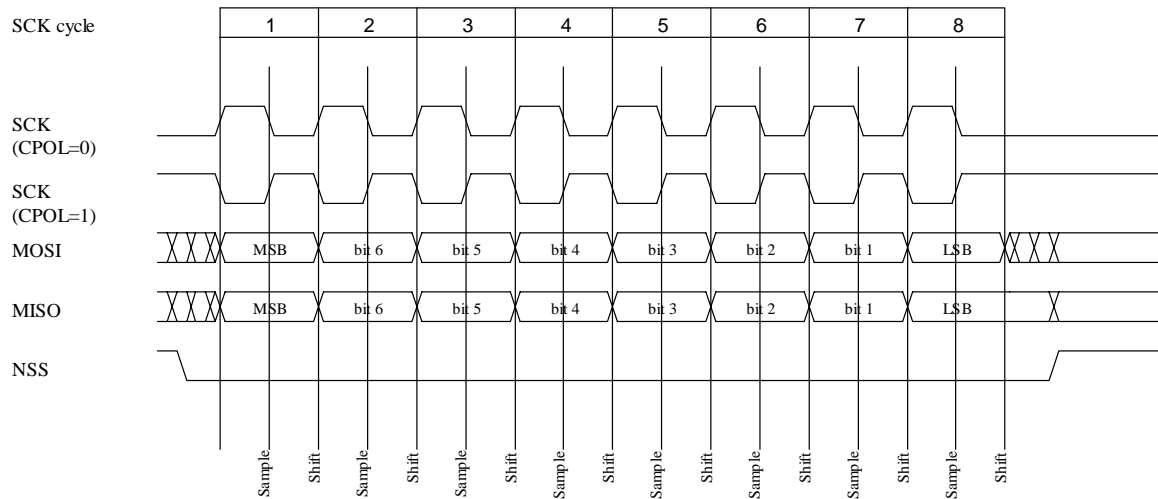 SCK cycle 1 2 3 4 5 6 7 8
SCK
(CPOL=0)
SCK
(CPOL=1)
MOSI MSB bit 6 bit 5 bit 4 bit 3 bit 2 bit 1 LSB
MISO MSB bit 6 bit 5 bit 4 bit 3 bit 2 bit 1 LSB
NSS
Sample Shift Sample Shift Sample Shift Sample Shift Sample Shift Sample Shift Sample Shift Sample Shift